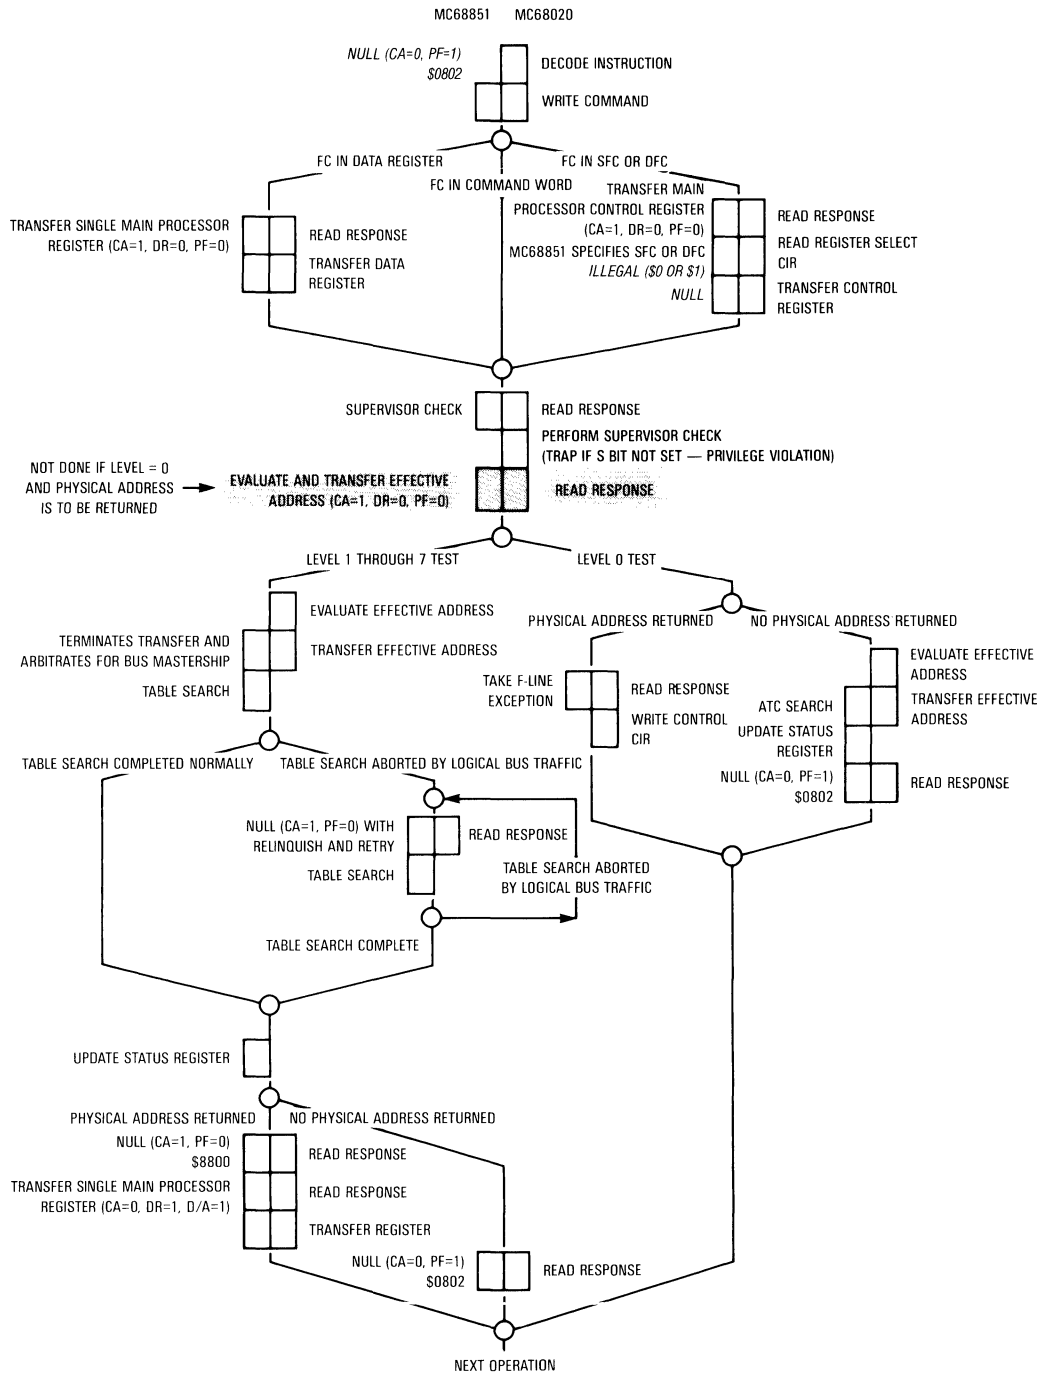 MC68851 MC68020
NULL (CA=0, PF=1)
$0802
DECODE INSTRUCTION
WRITE COMMAND
FC IN DATA REGISTER
FC IN SFC OR DFC
FC IN COMMAND WORD
TRANSFER SINGLE MAIN PROCESSOR
REGISTER (CA=1, DR=0, PF=0)
READ RESPONSE
TRANSFER DATA
REGISTER
TRANSFER MAIN
PROCESSOR CONTROL REGISTER
(CA=1, DR=0, PF=0)
MC68851 SPECIFIES SFC OR DFC
ILLEGAL ($0 OR $1)
NULL
READ RESPONSE
READ REGISTER SELECT
CIR
TRANSFER CONTROL
REGISTER
SUPERVISOR CHECK
READ RESPONSE
PERFORM SUPERVISOR CHECK
(TRAP IF S BIT NOT SET — PRIVILEGE VIOLATION)
NOT DONE IF LEVEL = 0
AND PHYSICAL ADDRESS
IS TO BE RETURNED
EVALUATE AND TRANSFER EFFECTIVE
ADDRESS (CA=1, DR=0, PF=0)
READ RESPONSE
LEVEL 1 THROUGH 7 TEST
LEVEL 0 TEST
EVALUATE EFFECTIVE ADDRESS
TERMINATES TRANSFER AND
ARBITRATES FOR BUS MASTERSHIP
TRANSFER EFFECTIVE ADDRESS
TABLE SEARCH
PHYSICAL ADDRESS RETURNED
NO PHYSICAL ADDRESS RETURNED
TAKE F-LINE
EXCEPTION
READ RESPONSE
WRITE CONTROL
CIR
EVALUATE EFFECTIVE
ADDRESS
ATC SEARCH
TRANSFER EFFECTIVE
ADDRESS
UPDATE STATUS
REGISTER
NULL (CA=0, PF=1)
$0802
READ RESPONSE
TABLE SEARCH COMPLETED NORMALLY
TABLE SEARCH ABORTED BY LOGICAL BUS TRAFFIC
NULL (CA=1, PF=0) WITH
RELINQUISH AND RETRY
READ RESPONSE
TABLE SEARCH
TABLE SEARCH ABORTED
BY LOGICAL BUS TRAFFIC
TABLE SEARCH COMPLETE
UPDATE STATUS REGISTER
PHYSICAL ADDRESS RETURNED
NO PHYSICAL ADDRESS RETURNED
NULL (CA=1, PF=0)
$8800
READ RESPONSE
TRANSFER SINGLE MAIN PROCESSOR
REGISTER (CA=0, DR=1, D/A=1)
READ RESPONSE
TRANSFER REGISTER
NULL (CA=0, PF=1)
$0802
READ RESPONSE
NEXT OPERATION